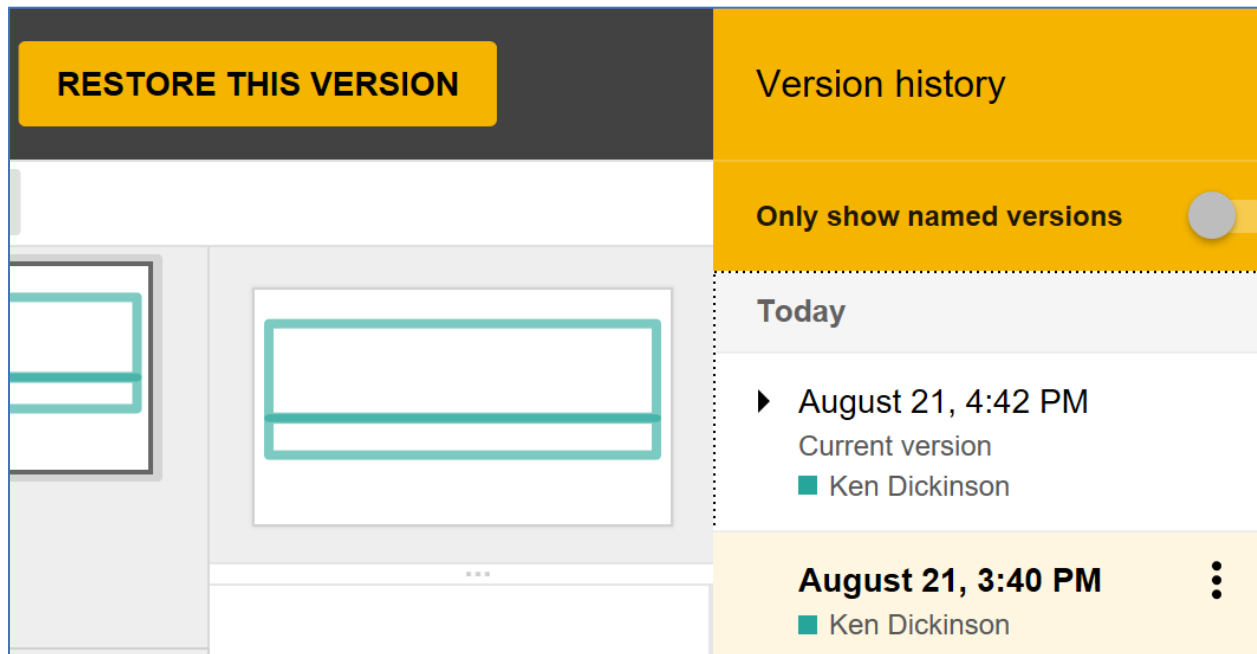 RESTORE THIS VERSION
Version history
Only show named versions
Today
August 21, 4:42 PM
Current version
Ken Dickinson
August 21, 3:40 PM
Ken Dickinson